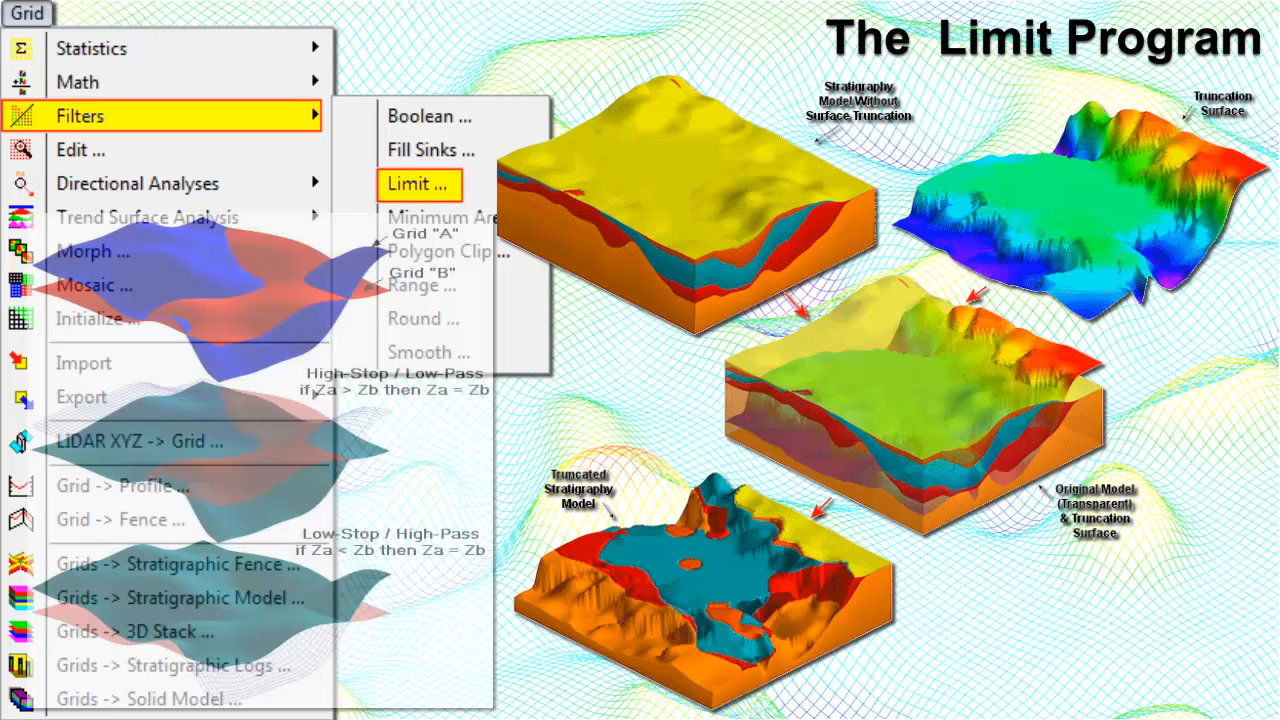 Grid
The Limit Program
Statistics
Math
Filters
Edit ...
Directional Analyses
Trend Surface Analysis
Morph ...
Mosaic ...
Initialize ...
Import
Export
LiDAR XYZ -> Grid ...
Grid -> Profile ...
Grid -> Fence ...
Grids -> Stratigraphic Fence ...
Grids -> Stratigraphic Model ...
Grids -> 3D Stack ...
Grids -> Stratigraphic Logs ...
Grids -> Solid Model ...
Boolean ...
Fill Sinks ...
Limit ...
Polygon Clip ...
Range ...
Round ...
Smooth ...
Grid "A"
Grid "B"
High-Stop / Low-Pass
if Za > Zb then Za = Zb
Low-Stop / High-Pass
if Za < Zb then Za = Zb
Stratigraphy
Model Without
Surface Truncation
Truncation
Surface
Original Model
(Transparent)
& Truncation
Surface
Truncated
Stratigraphy
Model